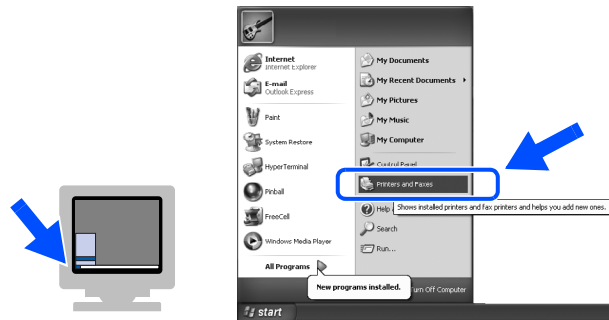 Internet
Internet Explorer
E-mail
Outlook Express
Paint
System Restore
HyperTerminal
Pinball
FreeCell
Windows Media Player
All Programs
New programs installed.
My Documents
My Recent Documents
My Pictures
My Music
My Computer
Control Panel
Printers and Faxes
Shows installed printers and fax printers and helps you add new ones.
Help
Search
Run...
Turn Off Computer
start